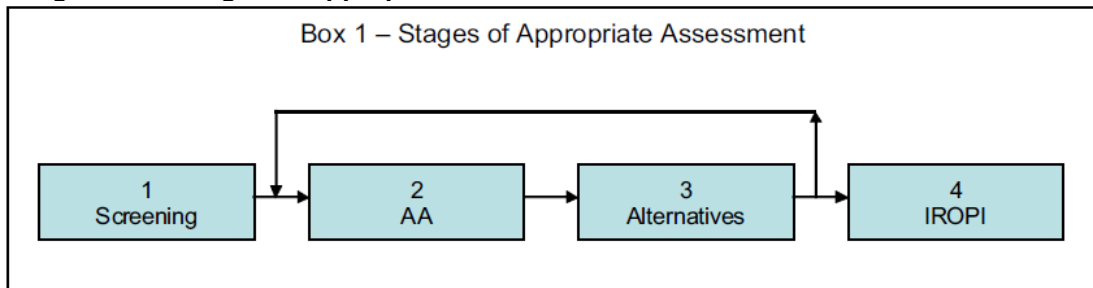 Box 1 – Stages of Appropriate Assessment
1
Screening
2
AA
3
Alternatives
4
IROPI